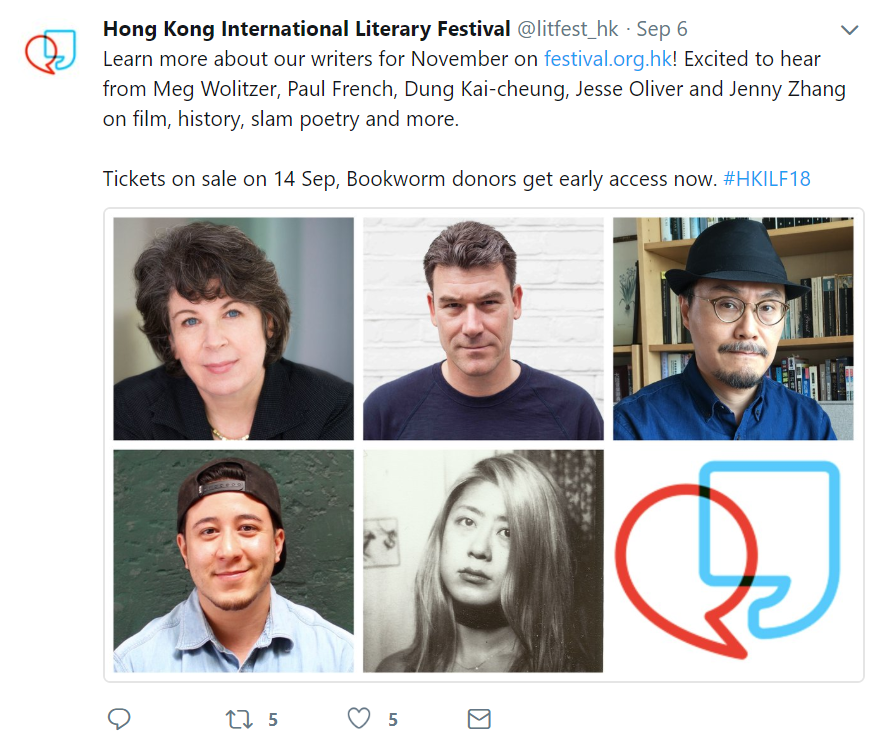 Hong Kong International Literary Festival @litfest_hk · Sep 6
Learn more about our writers for November on festival.org.hk! Excited to hear
from Meg Wolitzer, Paul French, Dung Kai-cheung, Jesse Oliver and Jenny Zhang
on film, history, slam poetry and more.
Tickets on sale on 14 Sep, Bookworm donors get early access now. #HKILF18
5 5